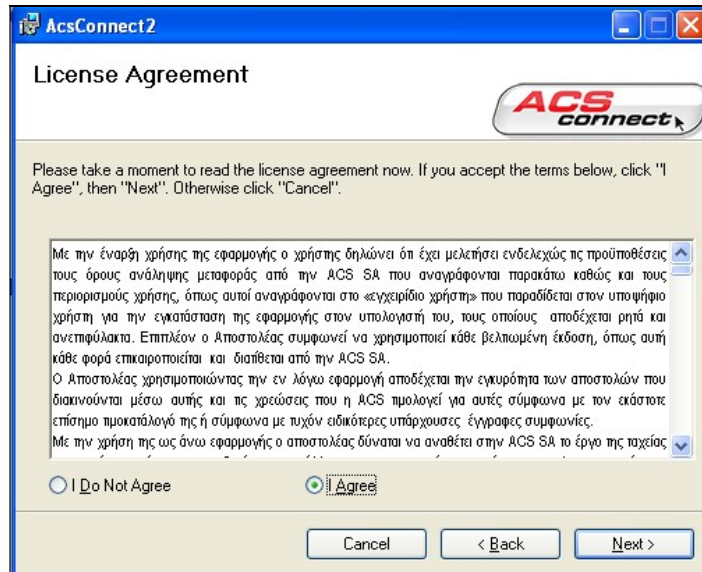 AcsConnect2
License Agreement
ACS
connect
Please take a moment to read the license agreement now. If you accept the terms below, click "I
Agree", then "Next". Otherwise click "Cancel".
Με την έναρξη χρήσης της εφαρμογής ο χρήστης δηλώνει ότι έχει μελετήσει ενδελεχώς τις προϋποθέσεις
τους όρους ανάληψης μεταφοράς από την ACS SA που αναγράφονται παρακάτω καθώς και τους
περιορισμούς χρήσης, όπως αυτοί αναγράφονται στο «εγχειρίδιο χρήστη» που παραδίδεται στον υποψήφιο
χρήστη για την εγκατάσταση της εφαρμογής στον υπολογιστή του, τους οποίους αποδέχεται ρητά και
ανεπιφύλακτα. Επιπλέον ο Αποστολέας συμφωνεί να χρησιμοποιεί κάθε βελτιωμένη έκδοση, όπως αυτή
κάθε φορά επικαιροποιείται και διατίθεται από την ACS SA.
Ο Αποστολέας χρησιμοποιώντας την εν λόγω εφαρμογή αποδέχεται την εγκυρότητα των αποστολών που
διακινούνται μέσω αυτής και τις χρεώσεις που η ACS τιμολογεί για αυτές σύμφωνα με τον εκάστοτε
επίσημο τιμοκατάλογό της ή σύμφωνα με τυχόν ειδικότερες υπάρχουσες έγγραφες συμφωνίες.
Με την χρήση της ως άνω εφαρμογής ο αποστολέας δύναται να αναθέτει στην ACS SA το έργο της ταχείας
I Do Not Agree
I Agree
Cancel
< Back
Next >